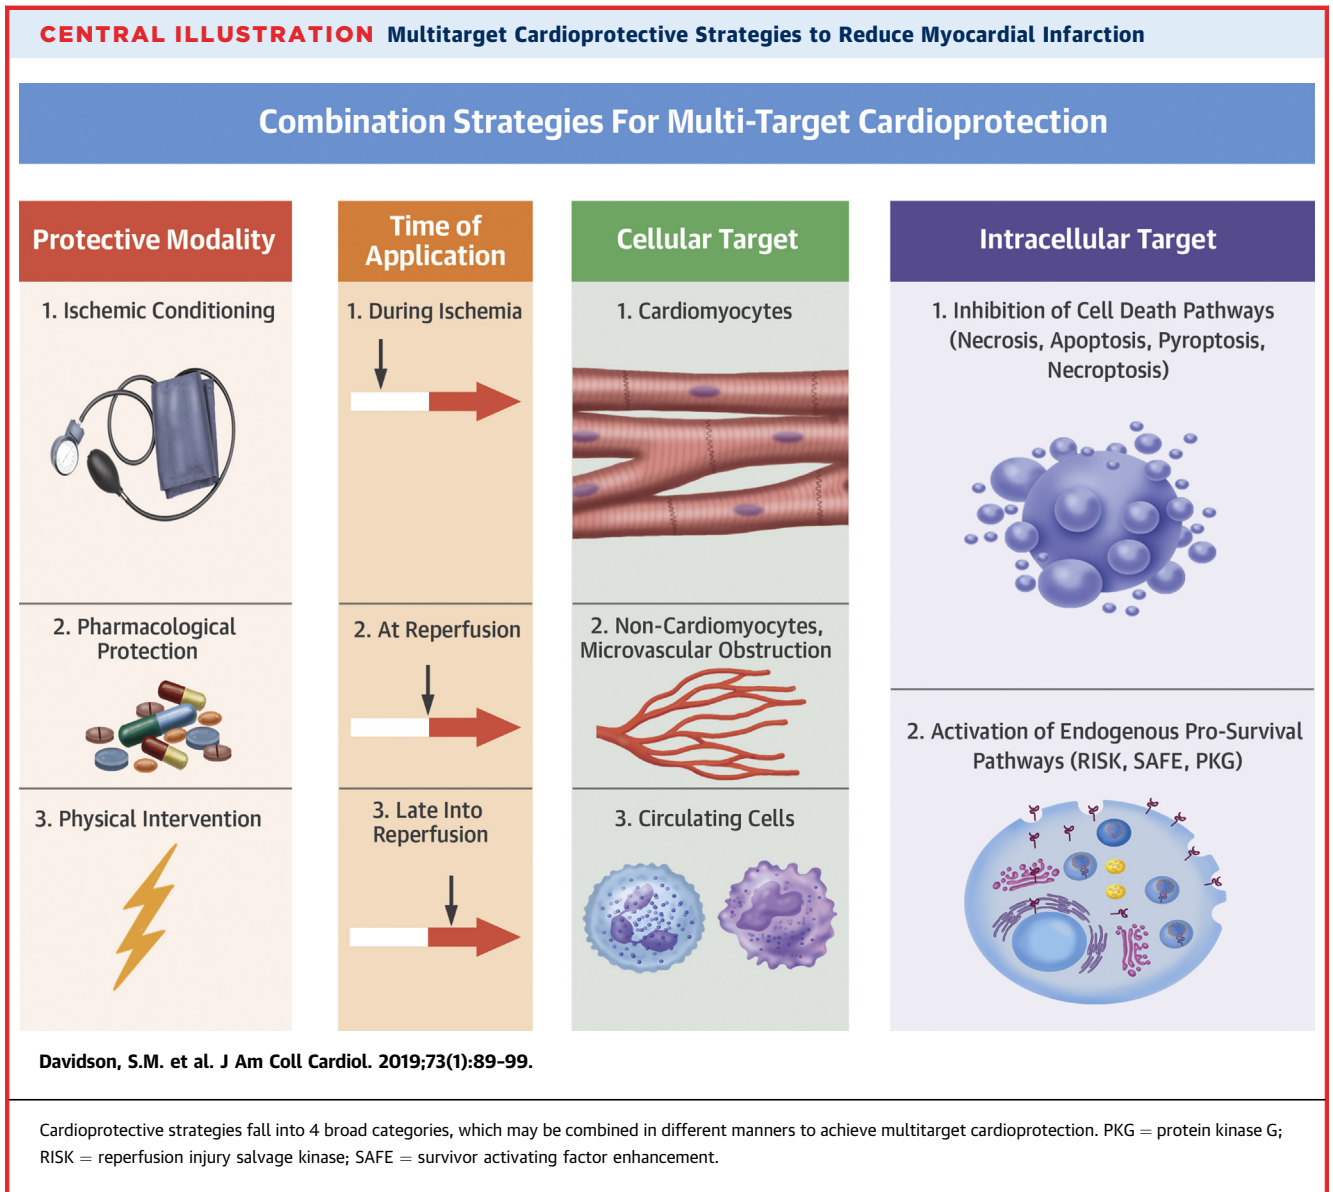 CENTRAL ILLUSTRATION Multitarget Cardioprotective Strategies to Reduce Myocardial Infarction
Combination Strategies For Multi-Target Cardioprotection
Protective Modality
1. Ischemic Conditioning
2. Pharmacological
Protection
3. Physical Intervention
Time of
Application
1. During Ischemia
2. At Reperfusion
3. Late Into
Reperfusion
Cellular Target
1. Cardiomyocytes
2. Non-Cardiomyocytes,
Microvascular Obstruction
3. Circulating Cells
Intracellular Target
1. Inhibition of Cell Death Pathways
(Necrosis, Apoptosis, Pyroptosis,
Necroptosis)
2. Activation of Endogenous Pro-Survival
Pathways (RISK, SAFE, PKG)
Davidson, S.M. et al. J Am Coll Cardiol. 2019;73(1):89–99.
Cardioprotective strategies fall into 4 broad categories, which may be combined in different manners to achieve multitarget cardioprotection. PKG = protein kinase G;
RISK = reperfusion injury salvage kinase; SAFE = survivor activating factor enhancement.